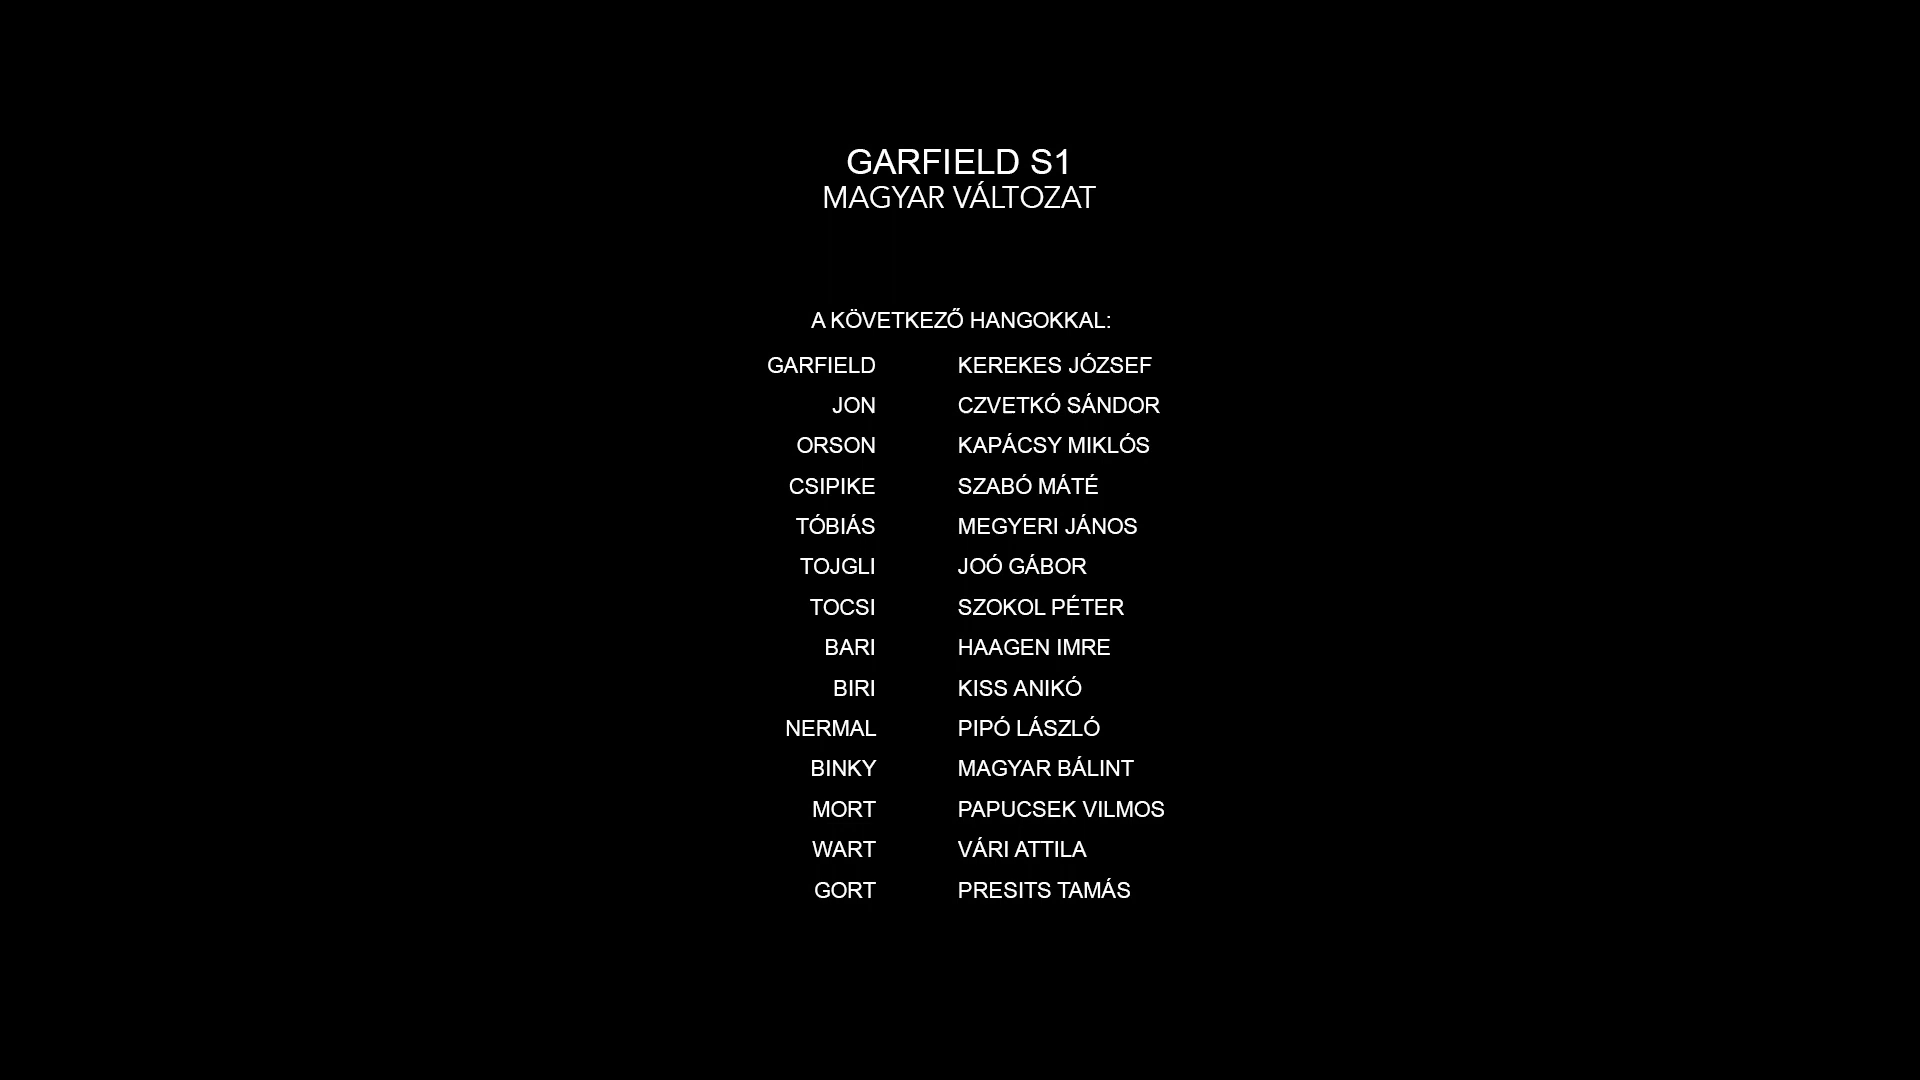 GARFIELD S1
MAGYAR VÁLTOZAT
A KÖVETKEZŐ HANGOKKAL:
GARFIELD KEREKES JÓZSEF
JON CZVETKÓ SÁNDOR
ORSON KAPÁCSY MIKLÓS
CSIPIKE SZABÓ MÁTÉ
TÓBIÁS MEGYERI JÁNOS
TOJGLI JOÓ GÁBOR
TOCSI SZOKOL PÉTER
BARI HAAGEN IMRE
BIRI KISS ANIKÓ
NERMAL PIPÓ LÁSZLÓ
BINKY MAGYAR BÁLINT
MORT PAPUCSEK VILMOS
WART VÁRI ATTILA
GORT PRESITS TAMÁS